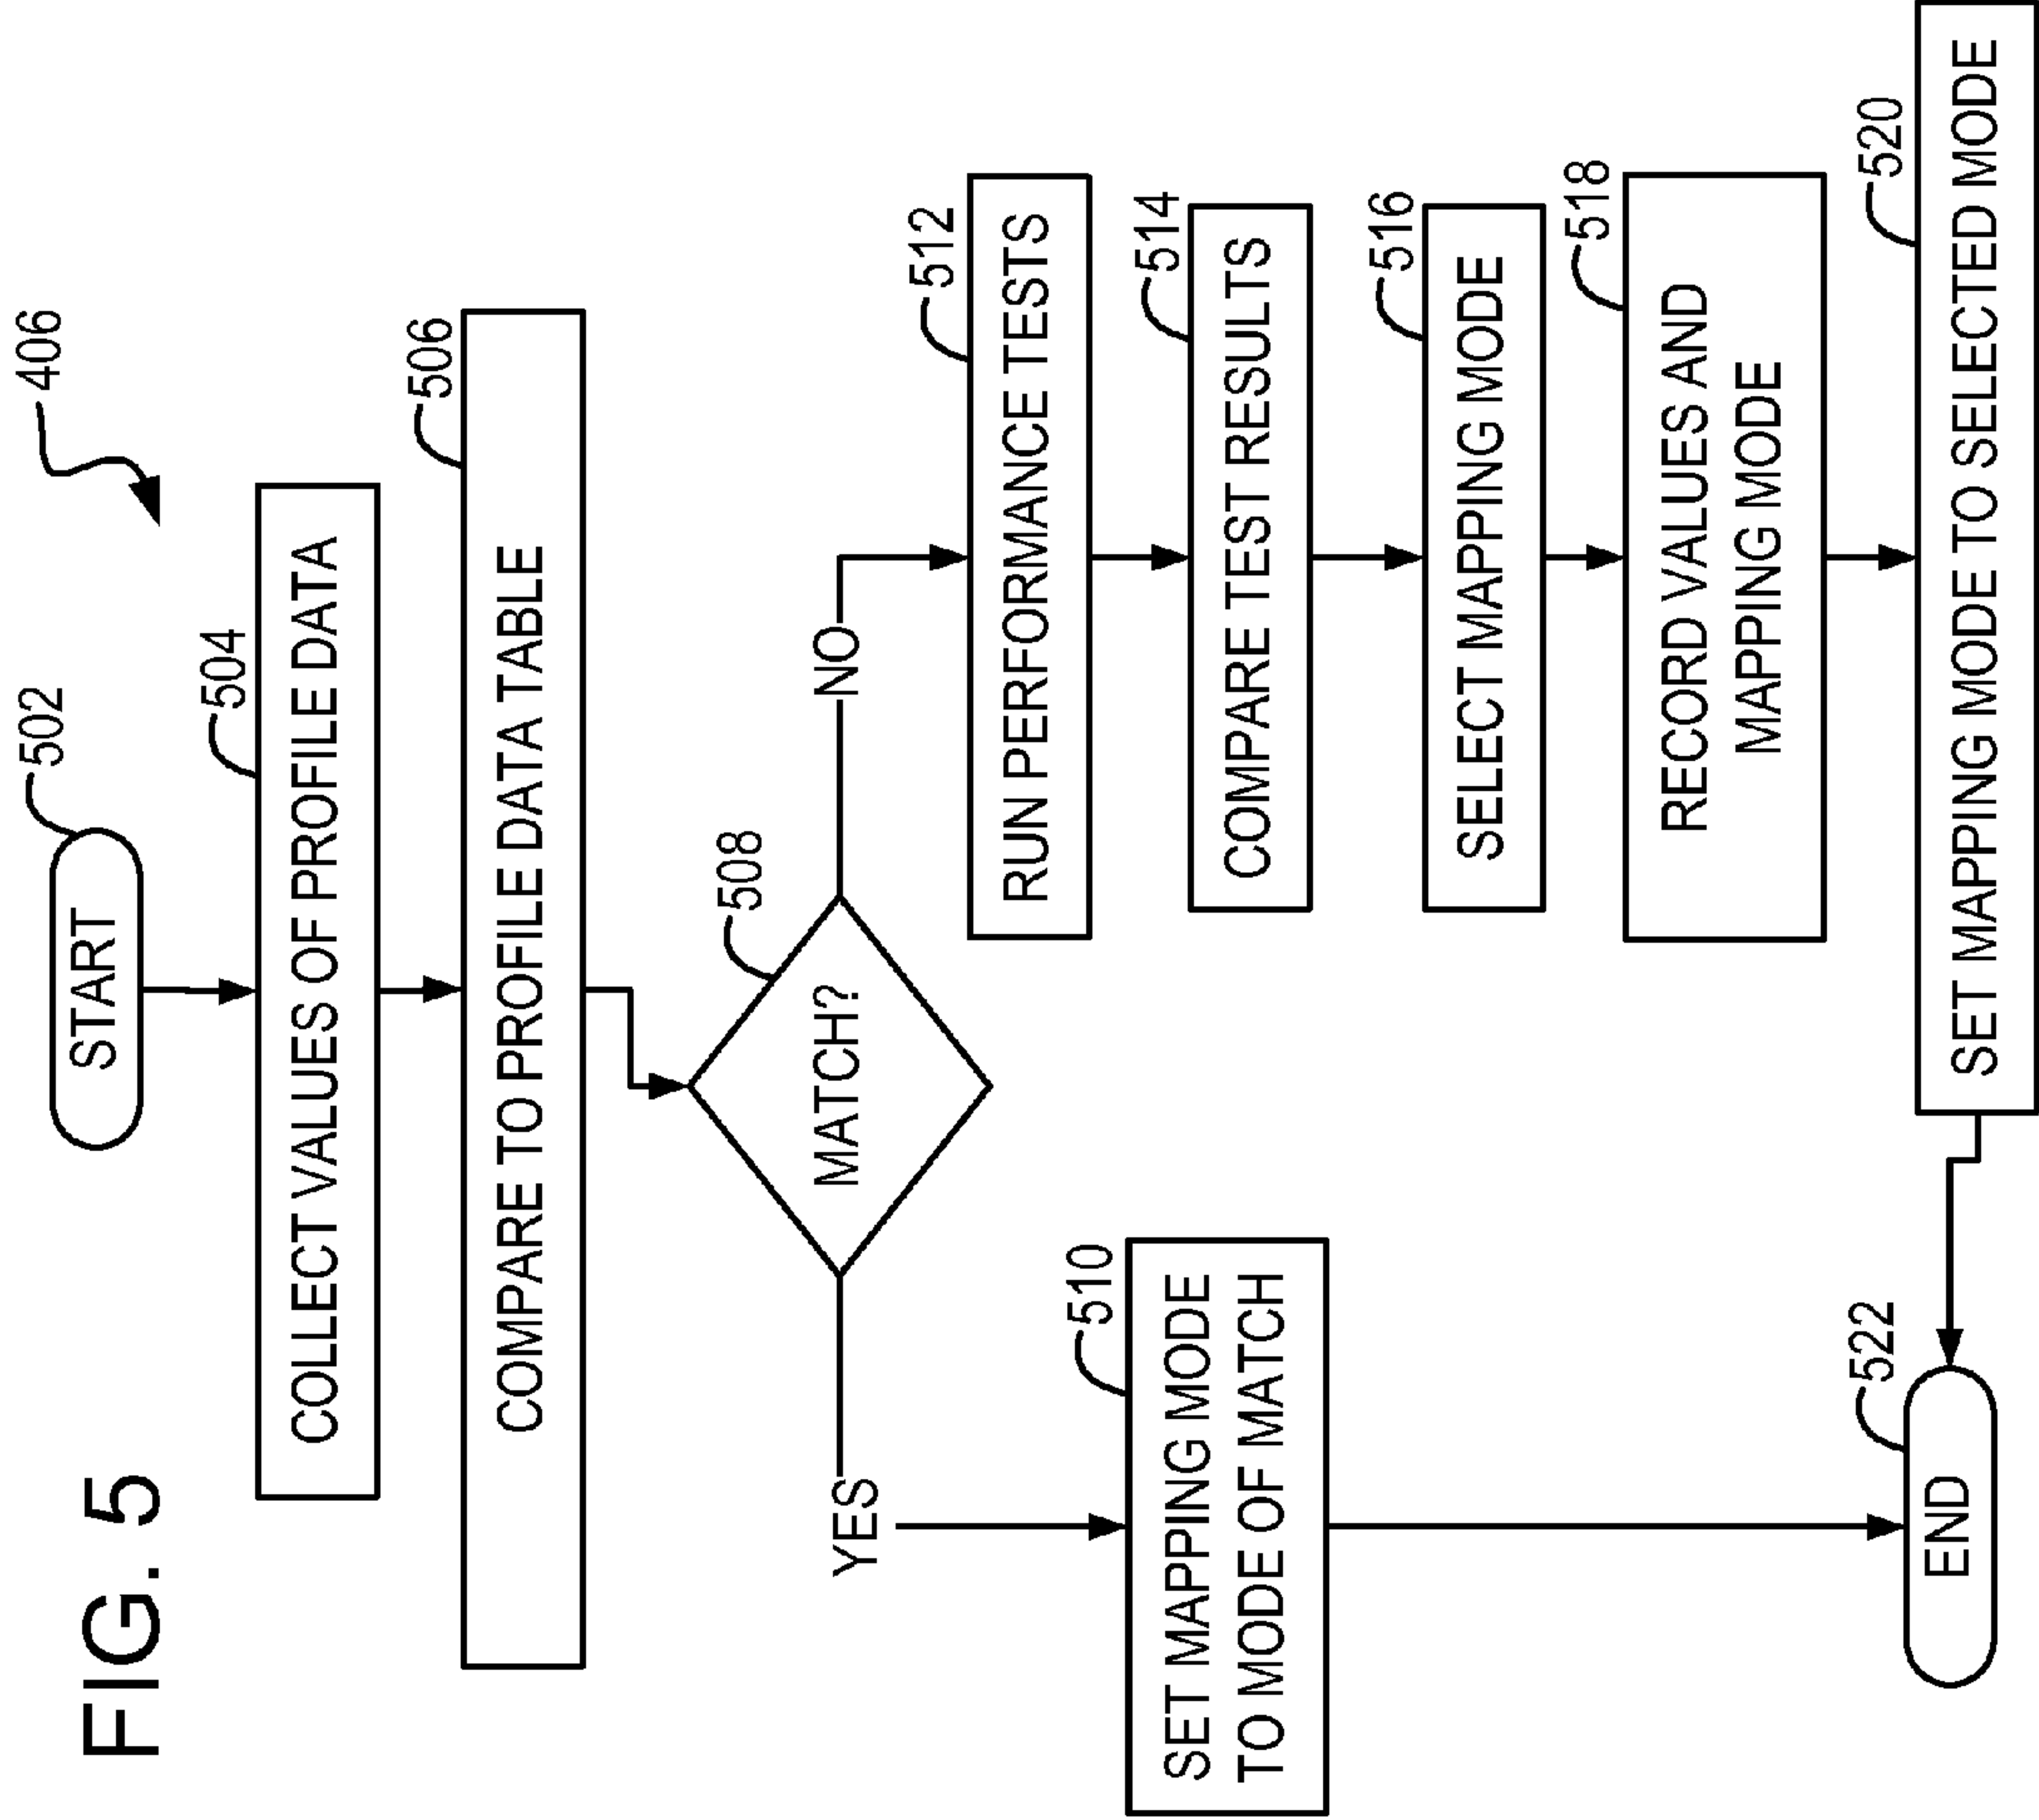 FIG. 5
406
502
START
504
COLLECT VALUES OF PROFILE DATA
506
COMPARE TO PROFILE DATA TABLE
508
MATCH?
YES
NO
510
SET MAPPING MODE
TO MODE OF MATCH
512
RUN PERFORMANCE TESTS
514
COMPARE TEST RESULTS
516
SELECT MAPPING MODE
518
RECORD VALUES AND
MAPPING MODE
520
SET MAPPING MODE TO SELECTED MODE
522
END